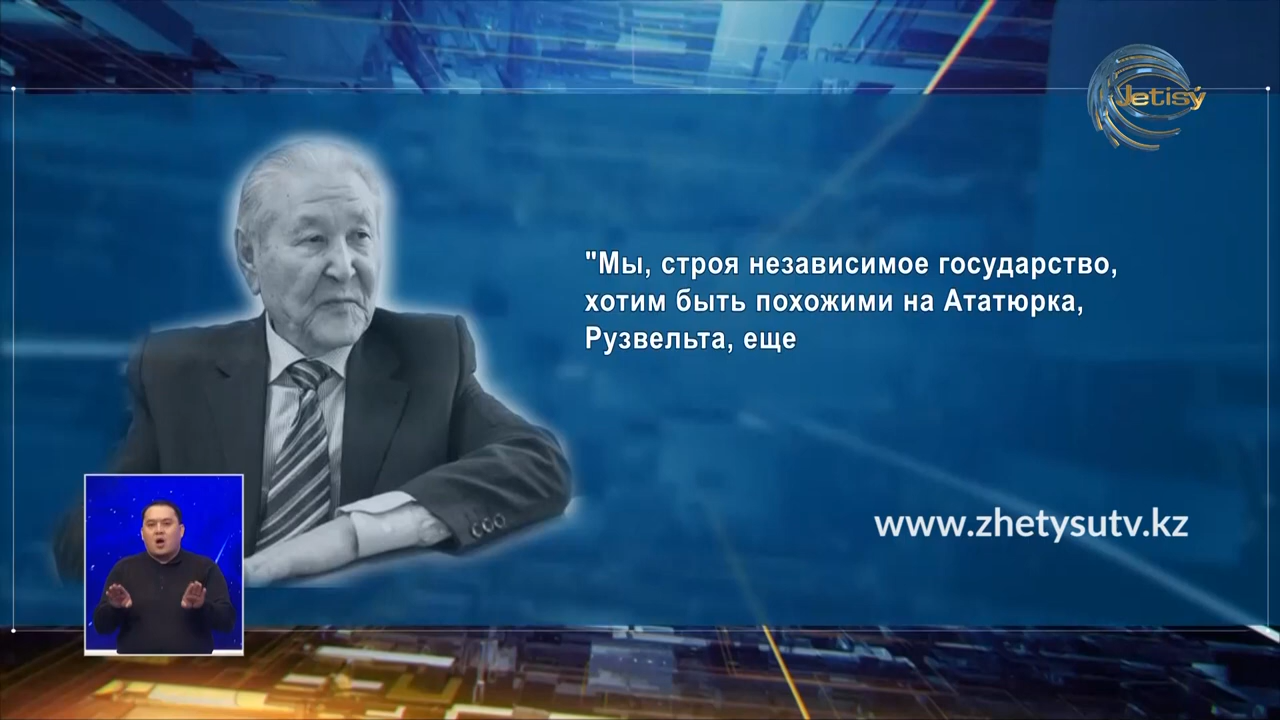 Jetisý
"Мы, строя независимое государство,
хотим быть похожими на Ататюрка,
Рузвельта, еще
www.zhetysutv.kz